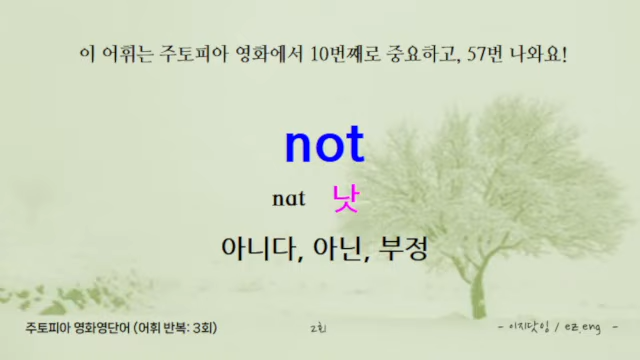 이 어휘는 주토피아 영화에서 10번째로 중요하고, 57번 나와요!
not
nat 낫
아니다, 아닌, 부정
주토피아 영화영단어 (어휘 반복: 3회) 2회 - 이지닷잉 / ez.eng -